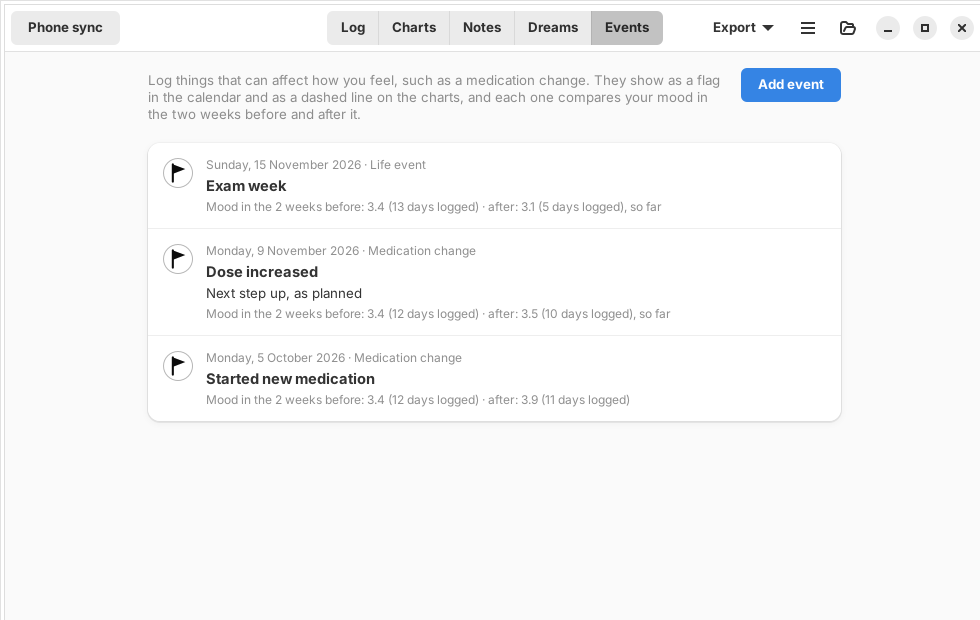 Phone sync
Log Charts Notes Dreams Events
Export
Log things that can affect how you feel, such as a medication change. They show as a flag
in the calendar and as a dashed line on the charts, and each one compares your mood in
the two weeks before and after it.
Add event
Sunday, 15 November 2026 · Life event
Exam week
Mood in the 2 weeks before: 3.4 (13 days logged) · after: 3.1 (5 days logged), so far
Monday, 9 November 2026 · Medication change
Dose increased
Next step up, as planned
Mood in the 2 weeks before: 3.4 (12 days logged) · after: 3.5 (10 days logged), so far
Monday, 5 October 2026 · Medication change
Started new medication
Mood in the 2 weeks before: 3.4 (12 days logged) · after: 3.9 (11 days logged)